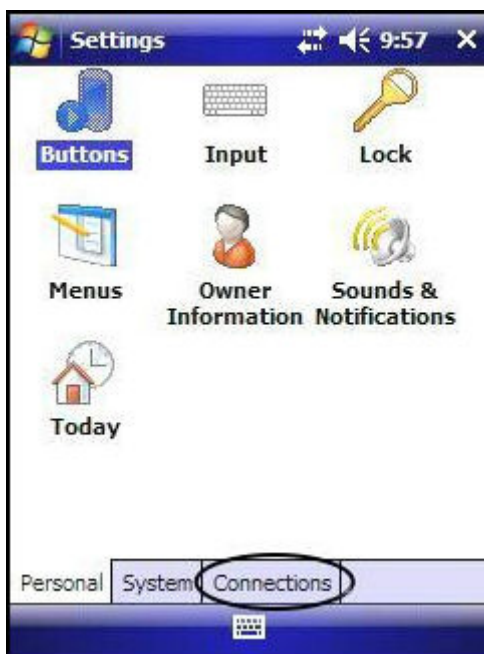 Settings 9:57 X
Buttons Input Lock
Menus Owner Information Sounds & Notifications
Today
Personal System Connections